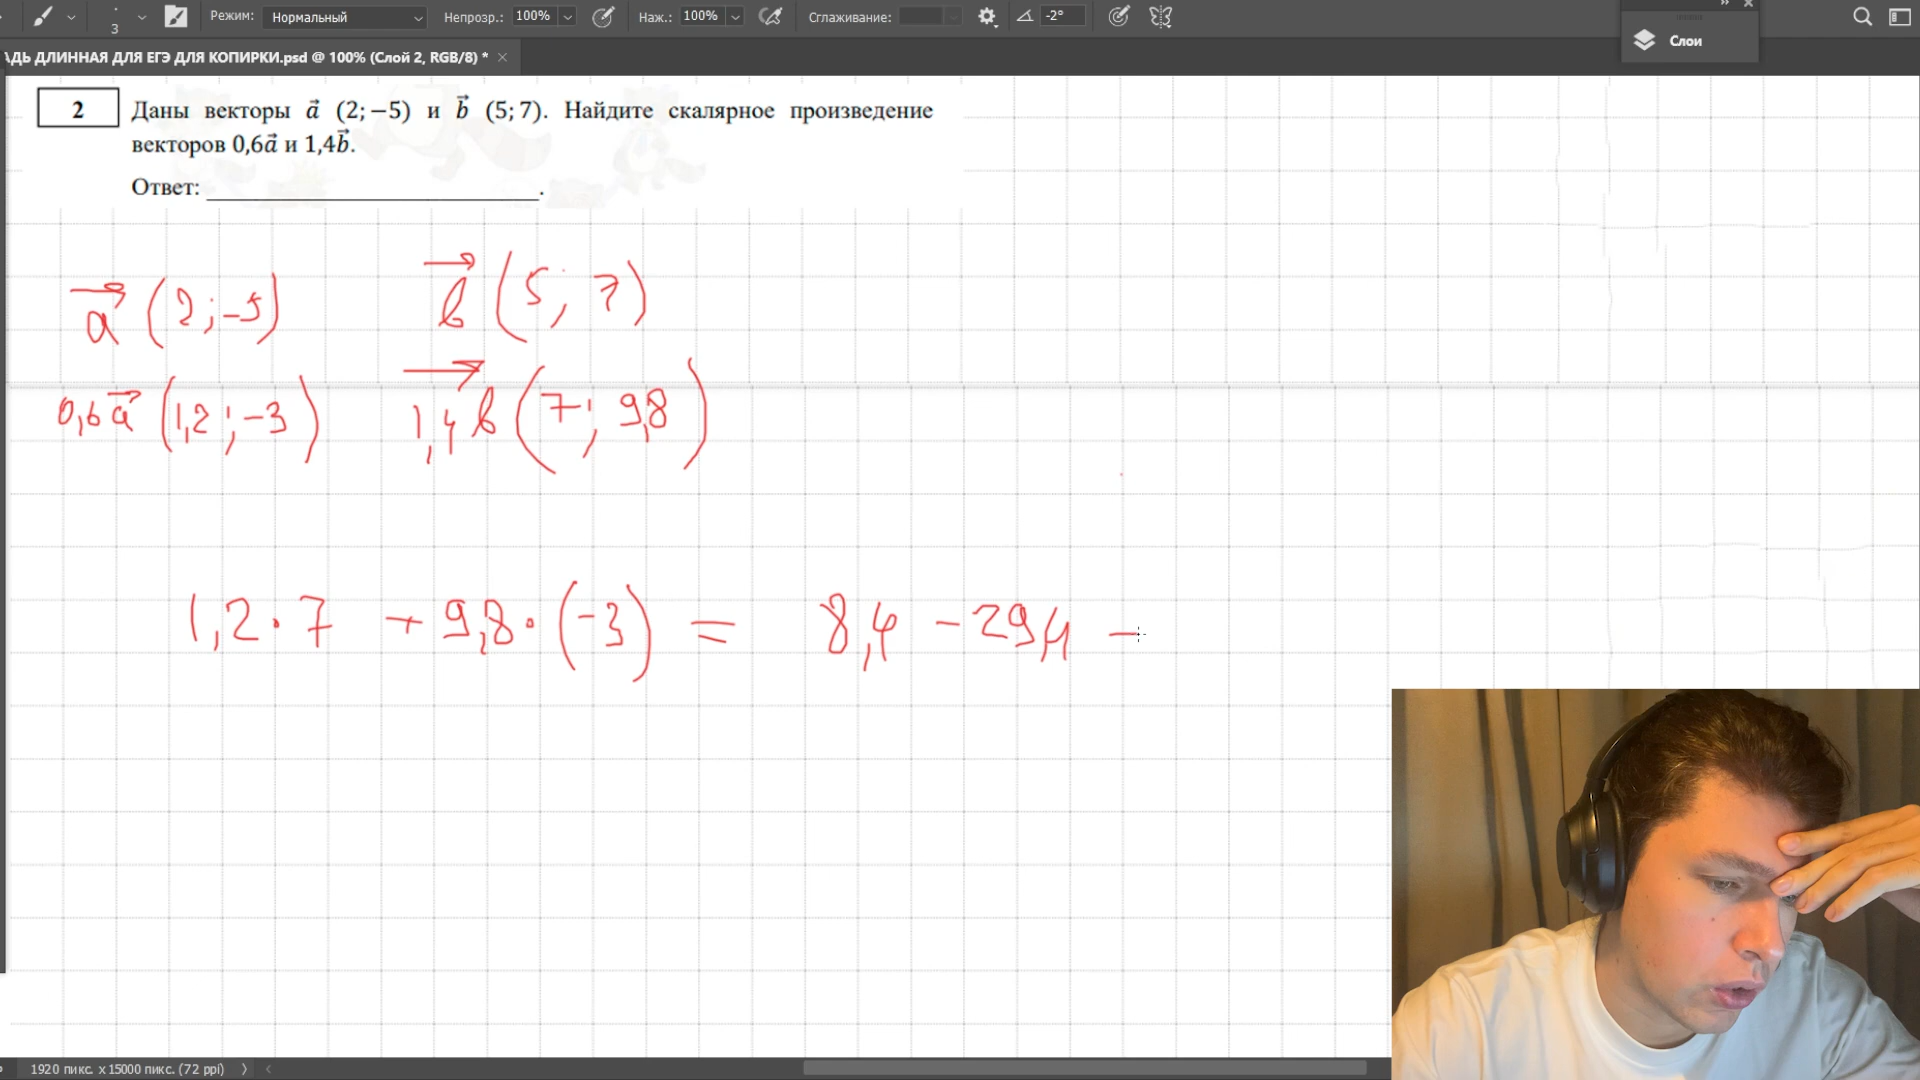 3 Режим: Нормальный Непрозр.: 100% Наж.: 100% Сглаживание: -2°
Слои
АДЬ ДЛИННАЯ ДЛЯ ЕГЭ ДЛЯ КОПИРКИ.psd @ 100% (Слой 2, RGB/8) *
2 Даны векторы a⃗ (2; −5) и b⃗ (5; 7). Найдите скалярное произведение
векторов 0,6a⃗ и 1,4b⃗.
Ответ: ______________________.
a⃗ (2; -5) b⃗ (5; 7)
0,6a⃗ (1,2; -3) 1,4b⃗ (7; 9,8)
1,2 · 7 + 9,8 · (-3) = 8,4 - 29,4 -
1920 пикс. x 15000 пикс. (72 ppi)